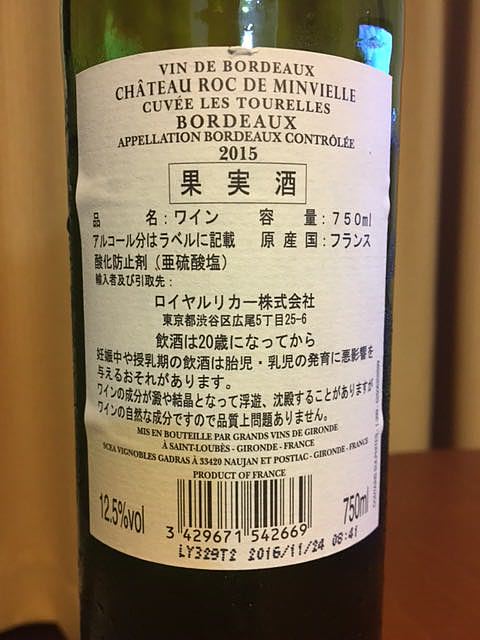 VIN DE BORDEAUX
CHÂTEAU ROC DE MINVIELLE
CUVÉE LES TOURELLES
BORDEAUX
APPELLATION BORDEAUX CONTRÔLÉE
2015
果実酒
品名:ワイン 容量:750ml
アルコール分はラベルに記載 原産国:フランス
酸化防止剤(亜硫酸塩)
輸入者及び引取先:
ロイヤルリカー株式会社
東京都渋谷区広尾5丁目25-6
飲酒は20歳になってから
妊娠中や授乳期の飲酒は胎児・乳児の発育に悪影響を
与えるおそれがあります。
ワインの成分が澱や結晶となって浮遊、沈殿することがありますが
ワインの自然な成分ですので品質上問題ありません。
MIS EN BOUTEILLE PAR GRANDS VINS DE GIRONDE
À SAINT-LOUBÈS - GIRONDE - FRANCE
SCEA VIGNOBLES GADRAS À 33420 NAUJAN ET POSTIAC - GIRONDE - FRANCE
PRODUCT OF FRANCE
12.5%vol
750ml
3 429671 542669
LY329T2 2016/11/24 08:41